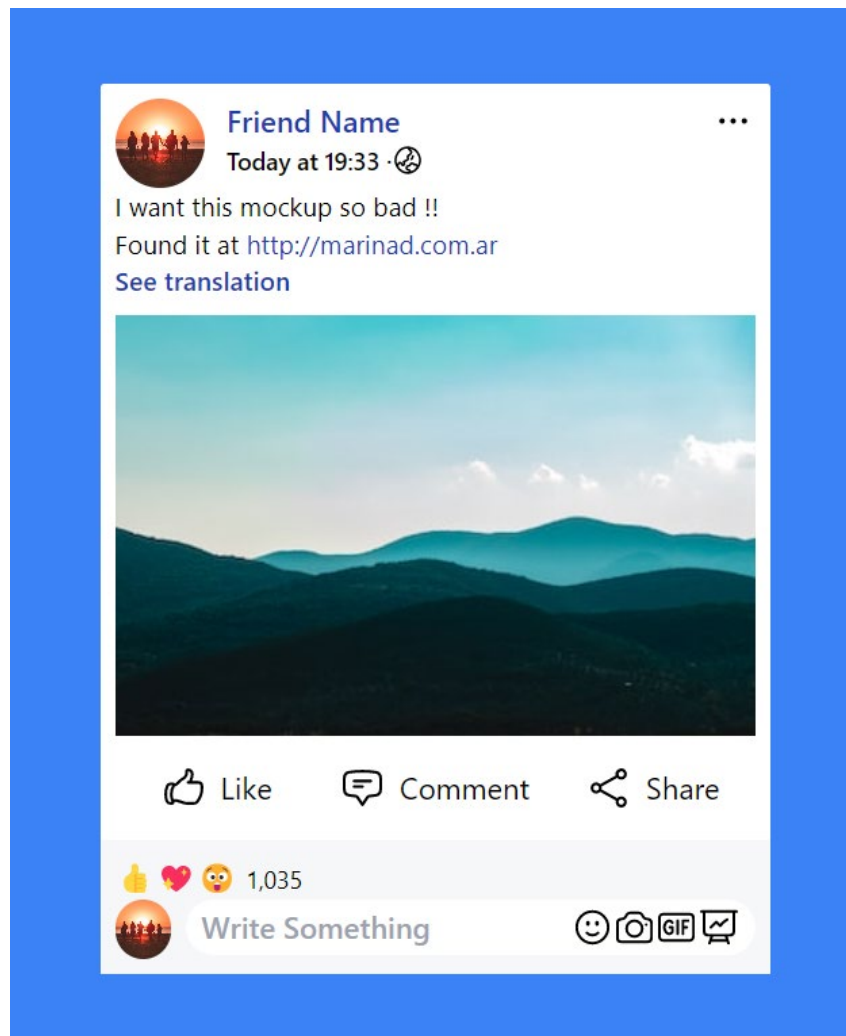 Friend Name
Today at 19:33 ·
I want this mockup so bad !!
Found it at http://marinad.com.ar
See translation
Like Comment Share
1,035
Write Something GIF